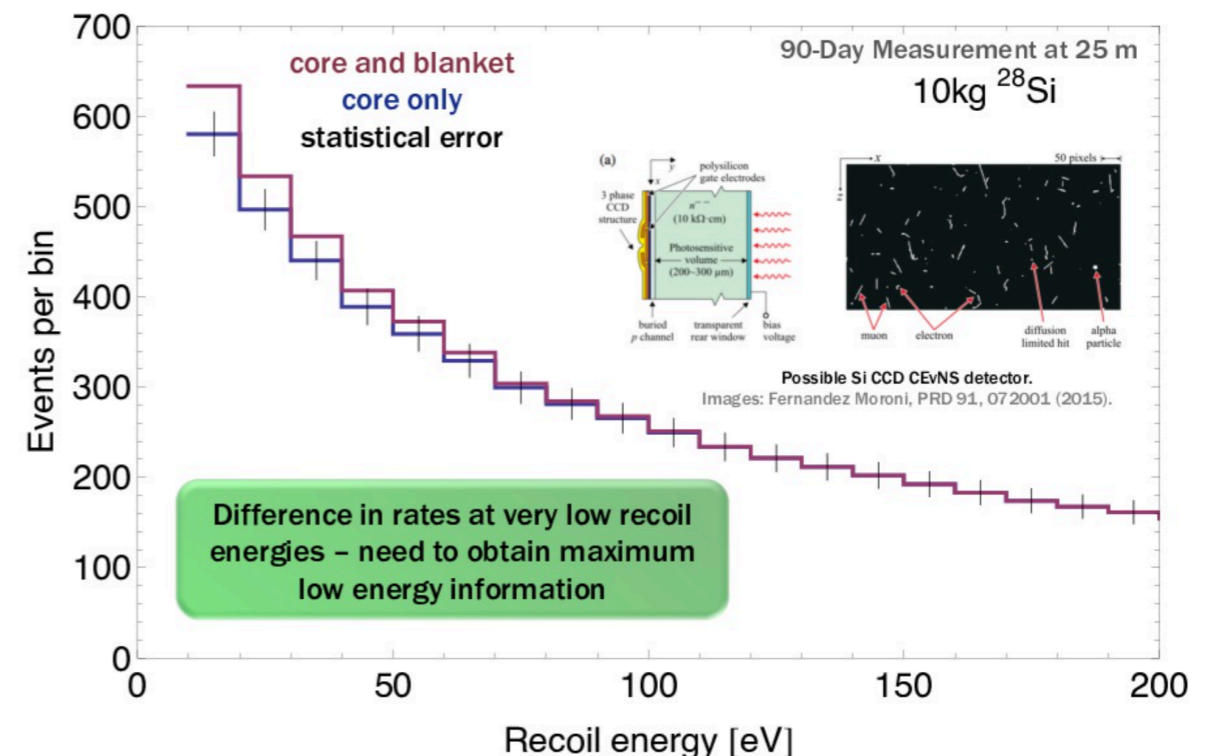 700
600
500
400
300
200
100
0
Events per bin
0
50
100
150
200
Recoil energy [eV]
core and blanket
core only
statistical error
90-Day Measurement at 25 m
10kg ²⁸Si
(a)
y
x
polysilicon
gate electrodes
3 phase
CCD
structure
n⁻⁻
(10 kΩ·cm)
Photosensitive
volume
(200~300 µm)
buried
p channel
transparent
rear window
bias
voltage
x
50 pixels
muon
electron
diffusion
limited hit
alpha
particle
Possible Si CCD CEvNS detector.
Images: Fernandez Moroni, PRD 91, 072001 (2015).
Difference in rates at very low recoil
energies – need to obtain maximum
low energy information